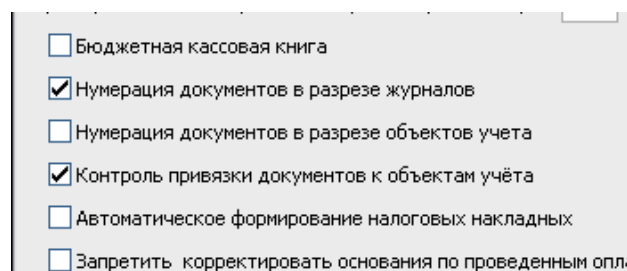 Бюджетная кассовая книга
Нумерация документов в разрезе журналов
Нумерация документов в разрезе объектов учета
Контроль привязки документов к объектам учёта
Автоматическое формирование налоговых накладных
Запретить корректировать основания по проведенным